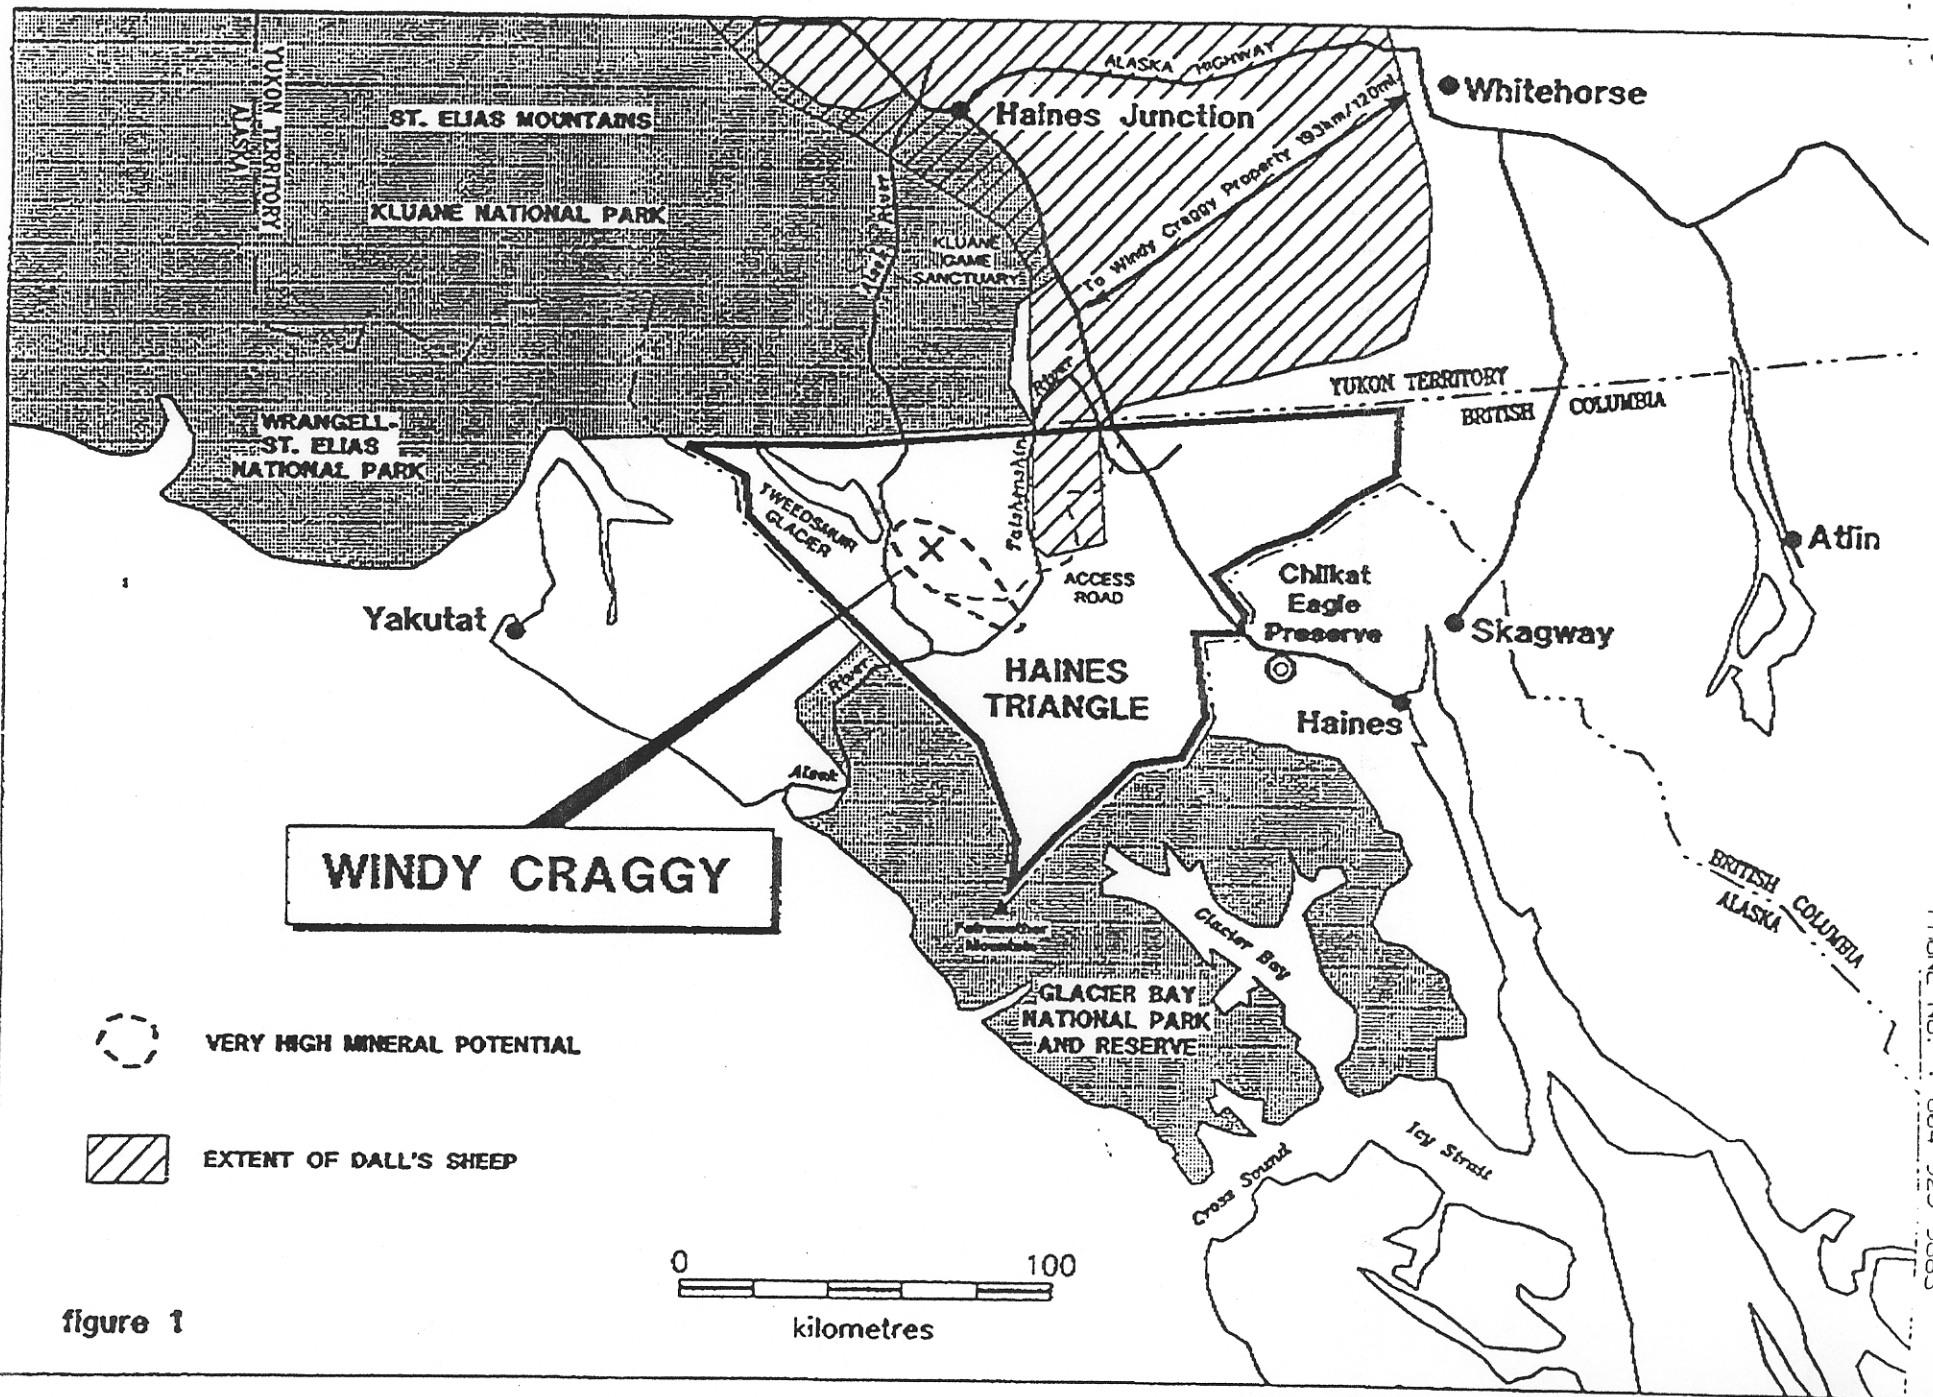 YUKON TERRITORY
ALASKA
ST. ELIAS MOUNTAINS
KLUANE NATIONAL PARK
ALASKA HIGHWAY
Whitehorse
Haines Junction
To Windy Craggy Property 193km/120mi.
Alsek River
KLUANE
GAME
SANCTUARY
River
YUKON TERRITORY
BRITISH COLUMBIA
WRANGELL-
ST. ELIAS
NATIONAL PARK
TWEEDSMUIR
GLACIER
Tatshenshini
Atlin
ACCESS
ROAD
Chilkat
Eagle
Preserve
Yakutat
Skagway
HAINES
TRIANGLE
River
Haines
Alsek
WINDY CRAGGY
BRITISH COLUMBIA
ALASKA
Fairweather
Mountain
Glacier Bay
GLACIER BAY
NATIONAL PARK
AND RESERVE
VERY HIGH MINERAL POTENTIAL
EXTENT OF DALL'S SHEEP
Cross Sound
Icy Strait
0 100
kilometres
figure 1